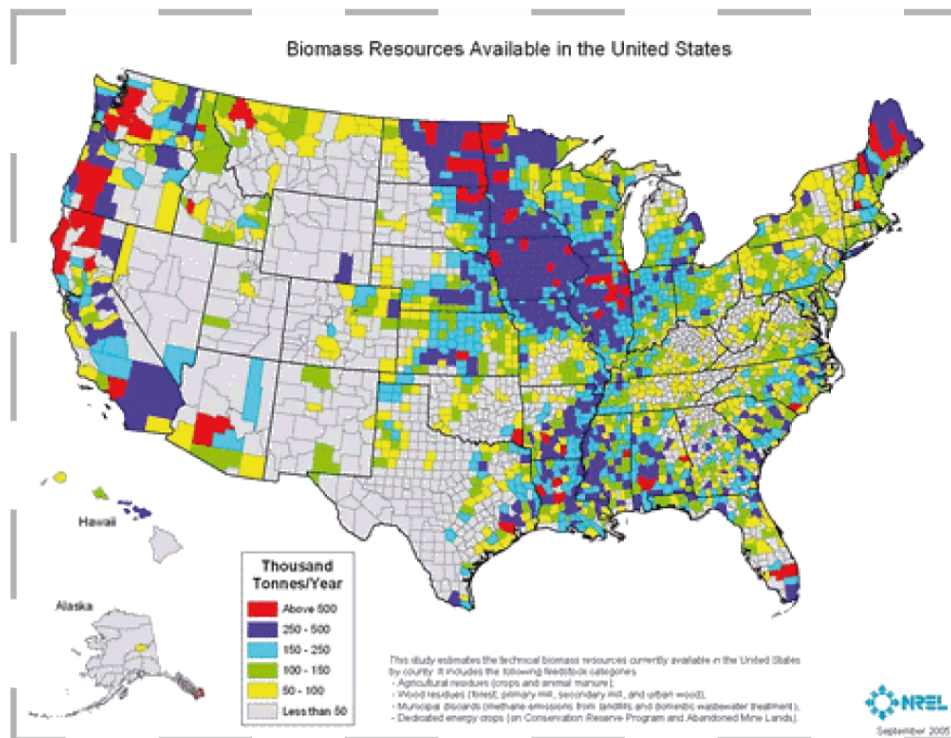 Biomass Resources Available in the United States
Hawaii
Alaska
Thousand
Tonnes/Year
Above 500
250 - 500
150 - 250
100 - 150
50 - 100
Less than 50
This study estimates the technical biomass resources currently available in the United States
by county. It includes the following feedstock categories:
- Agricultural residues (crops and animal manure);
- Wood residues (forest, primary mill, secondary mill, and urban wood);
- Municipal discards (methane emissions from landfills and domestic wastewater treatment);
- Dedicated energy crops (on Conservation Reserve Program and Abandoned Mine Lands).
NREL
September 2005